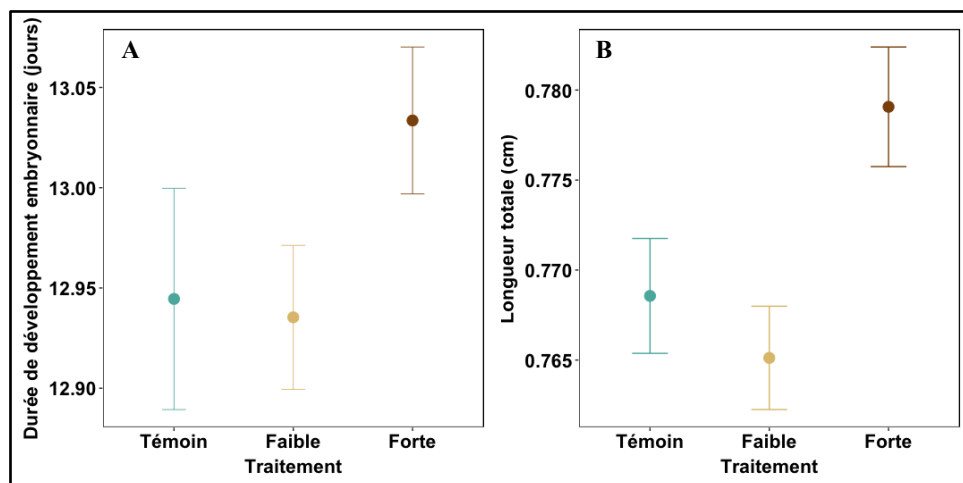 A
Durée de développement embryonnaire (jours)
13.05
13.00
12.95
12.90
Témoin Faible Forte
Traitement
B
Longueur totale (cm)
0.780
0.775
0.770
0.765
Témoin Faible Forte
Traitement